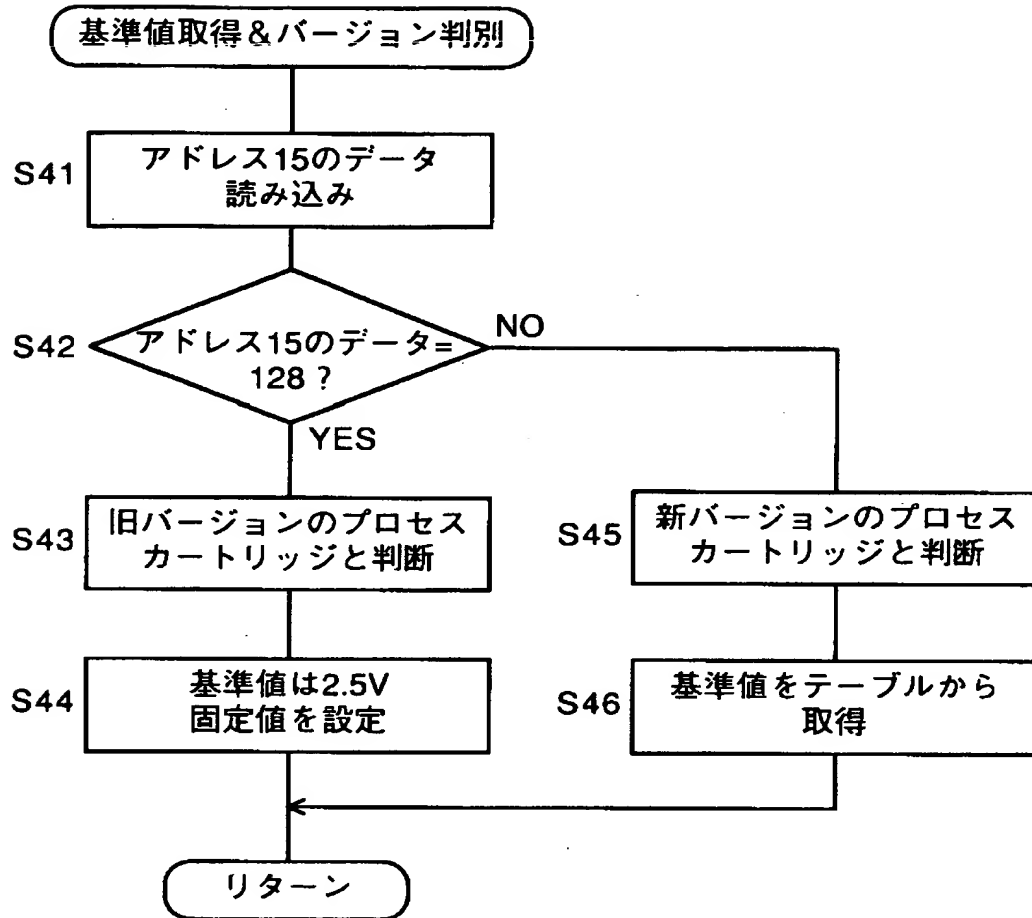 基準値取得&バージョン判別
S41
アドレス15のデータ
読み込み
S42
アドレス15のデータ=
128?
NO
YES
S43
旧バージョンのプロセス
カートリッジと判断
S45
新バージョンのプロセス
カートリッジと判断
S44
基準値は2.5V
固定値を設定
S46
基準値をテーブルから
取得
リターン